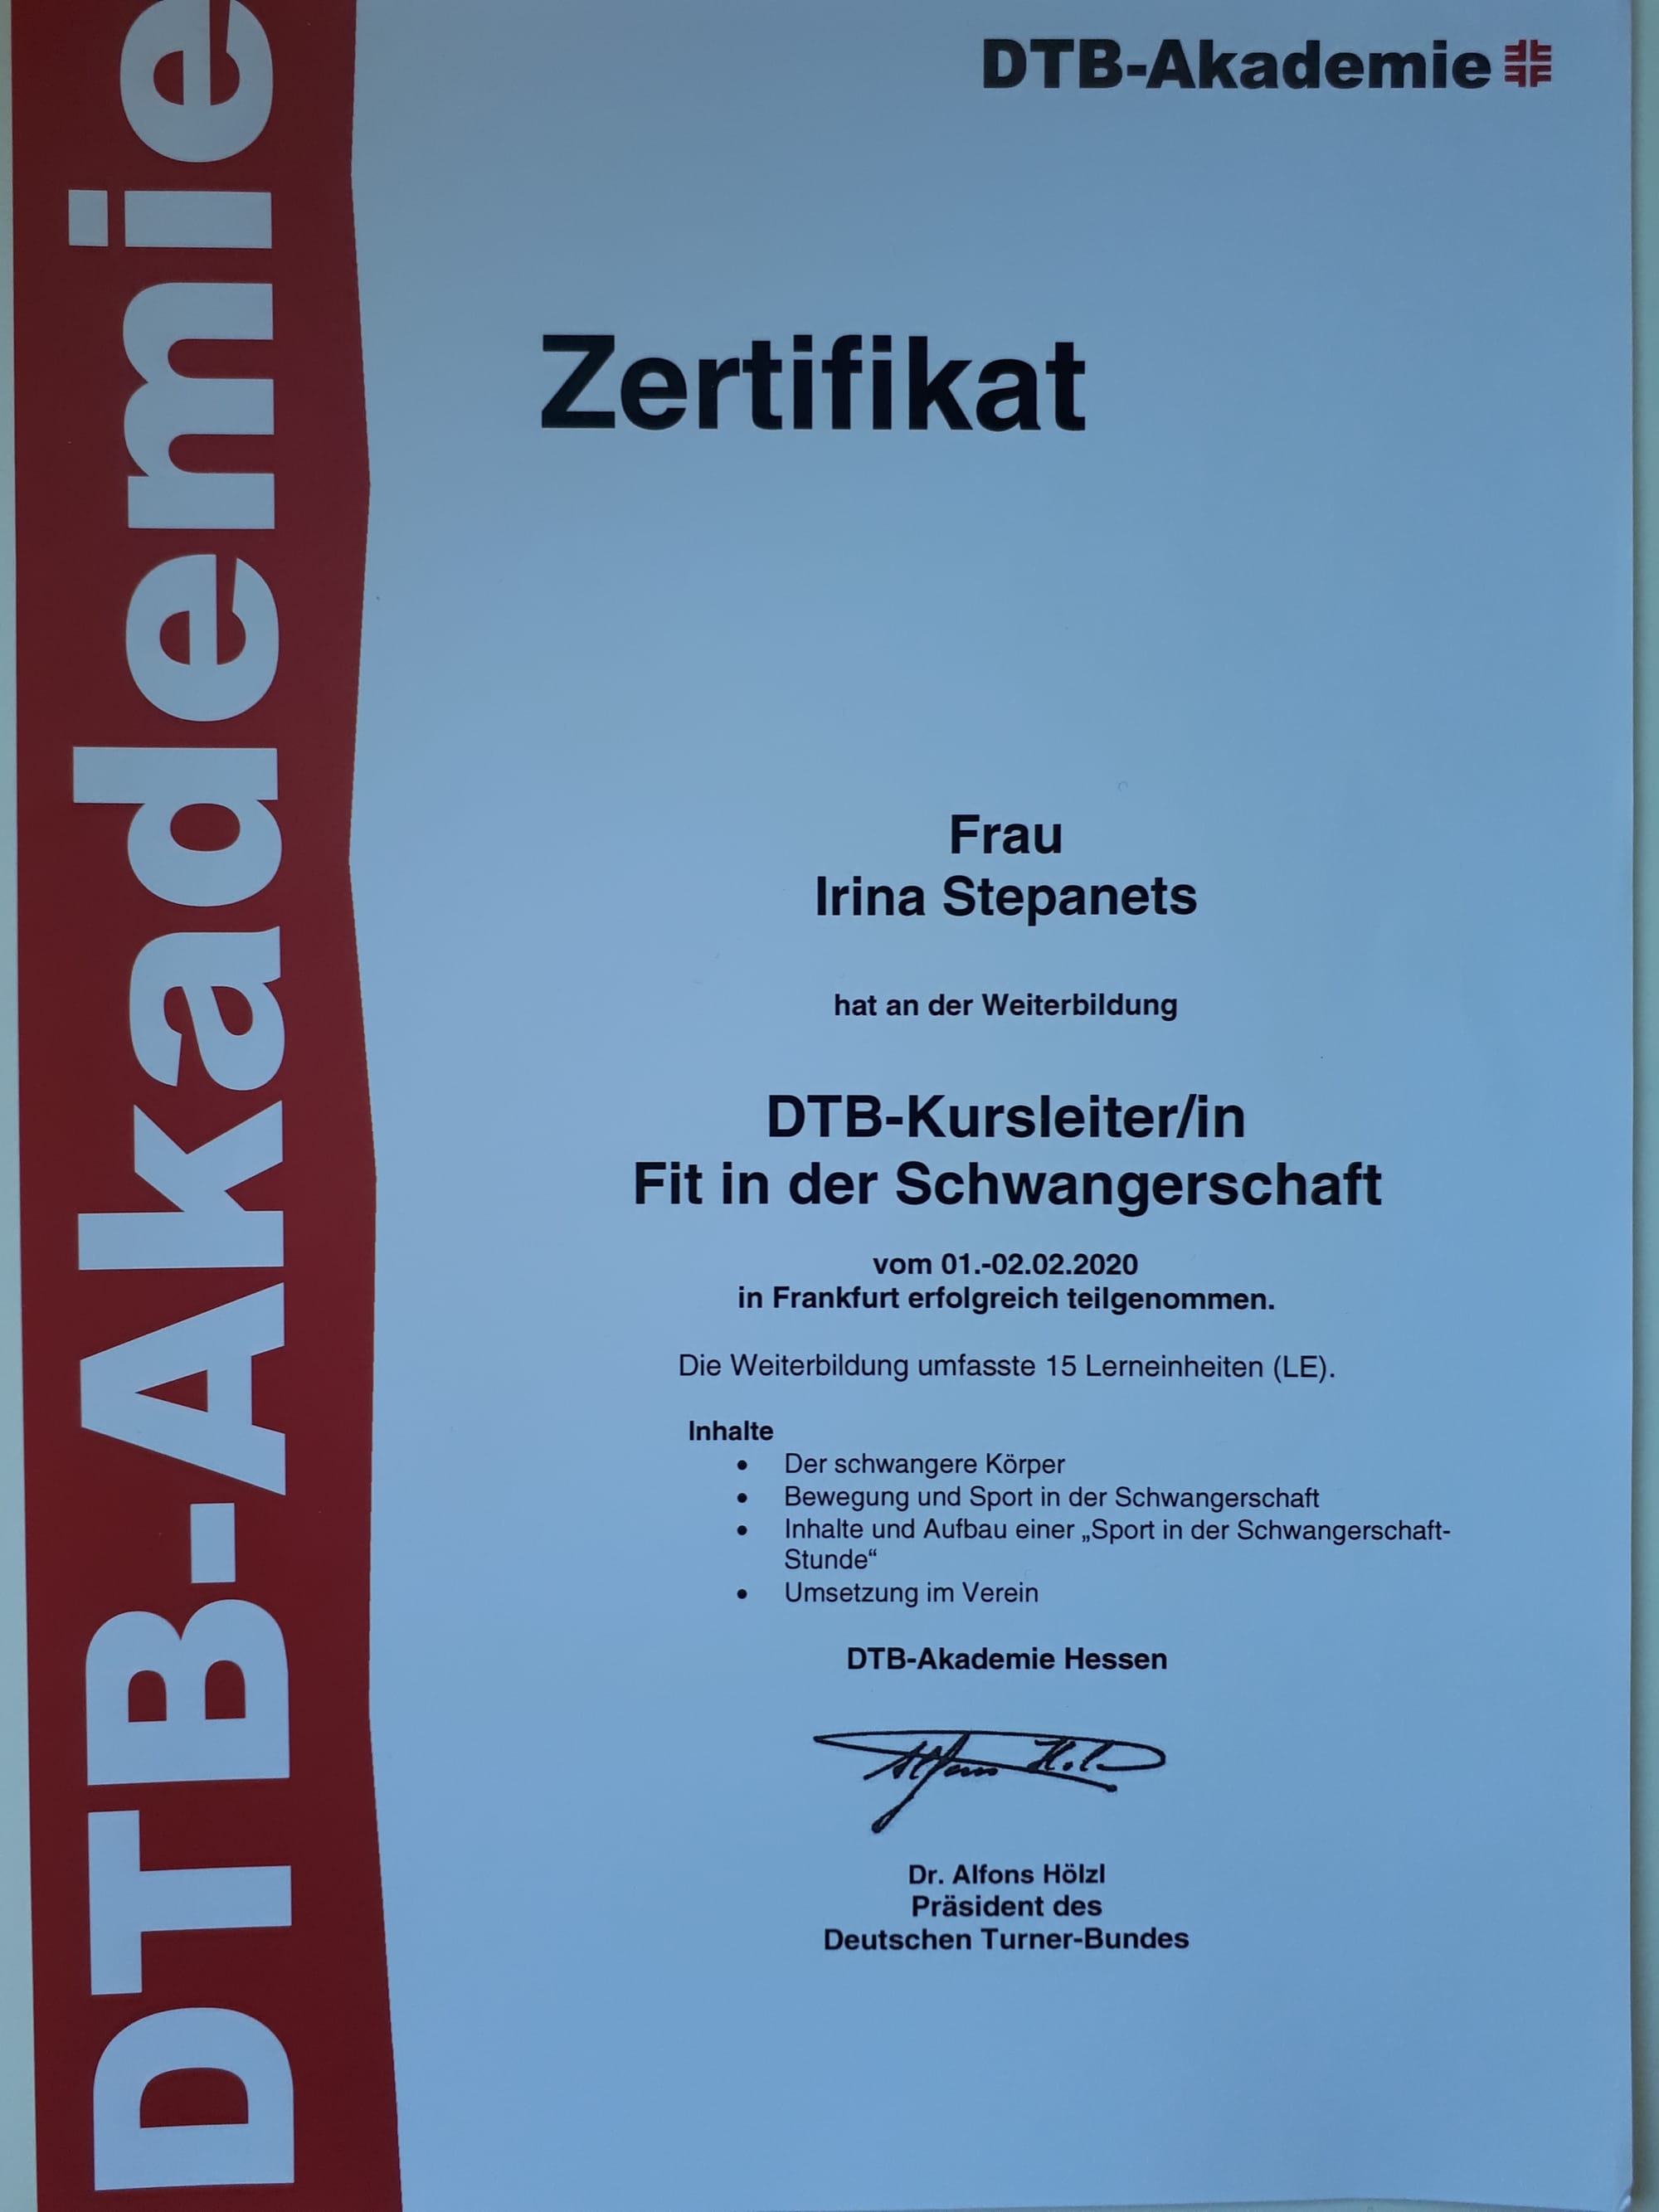 DTB-Akademie
DTB-Akademie
Zertifikat
Frau
Irina Stepanets
hat an der Weiterbildung
DTB-Kursleiter/in
Fit in der Schwangerschaft
vom 01.-02.02.2020
in Frankfurt erfolgreich teilgenommen.
Die Weiterbildung umfasste 15 Lerneinheiten (LE).
Inhalte
• Der schwangere Körper
• Bewegung und Sport in der Schwangerschaft
• Inhalte und Aufbau einer „Sport in der Schwangerschaft-
Stunde“
• Umsetzung im Verein
DTB-Akademie Hessen
Dr. Alfons Hölzl
Präsident des
Deutschen Turner-Bundes